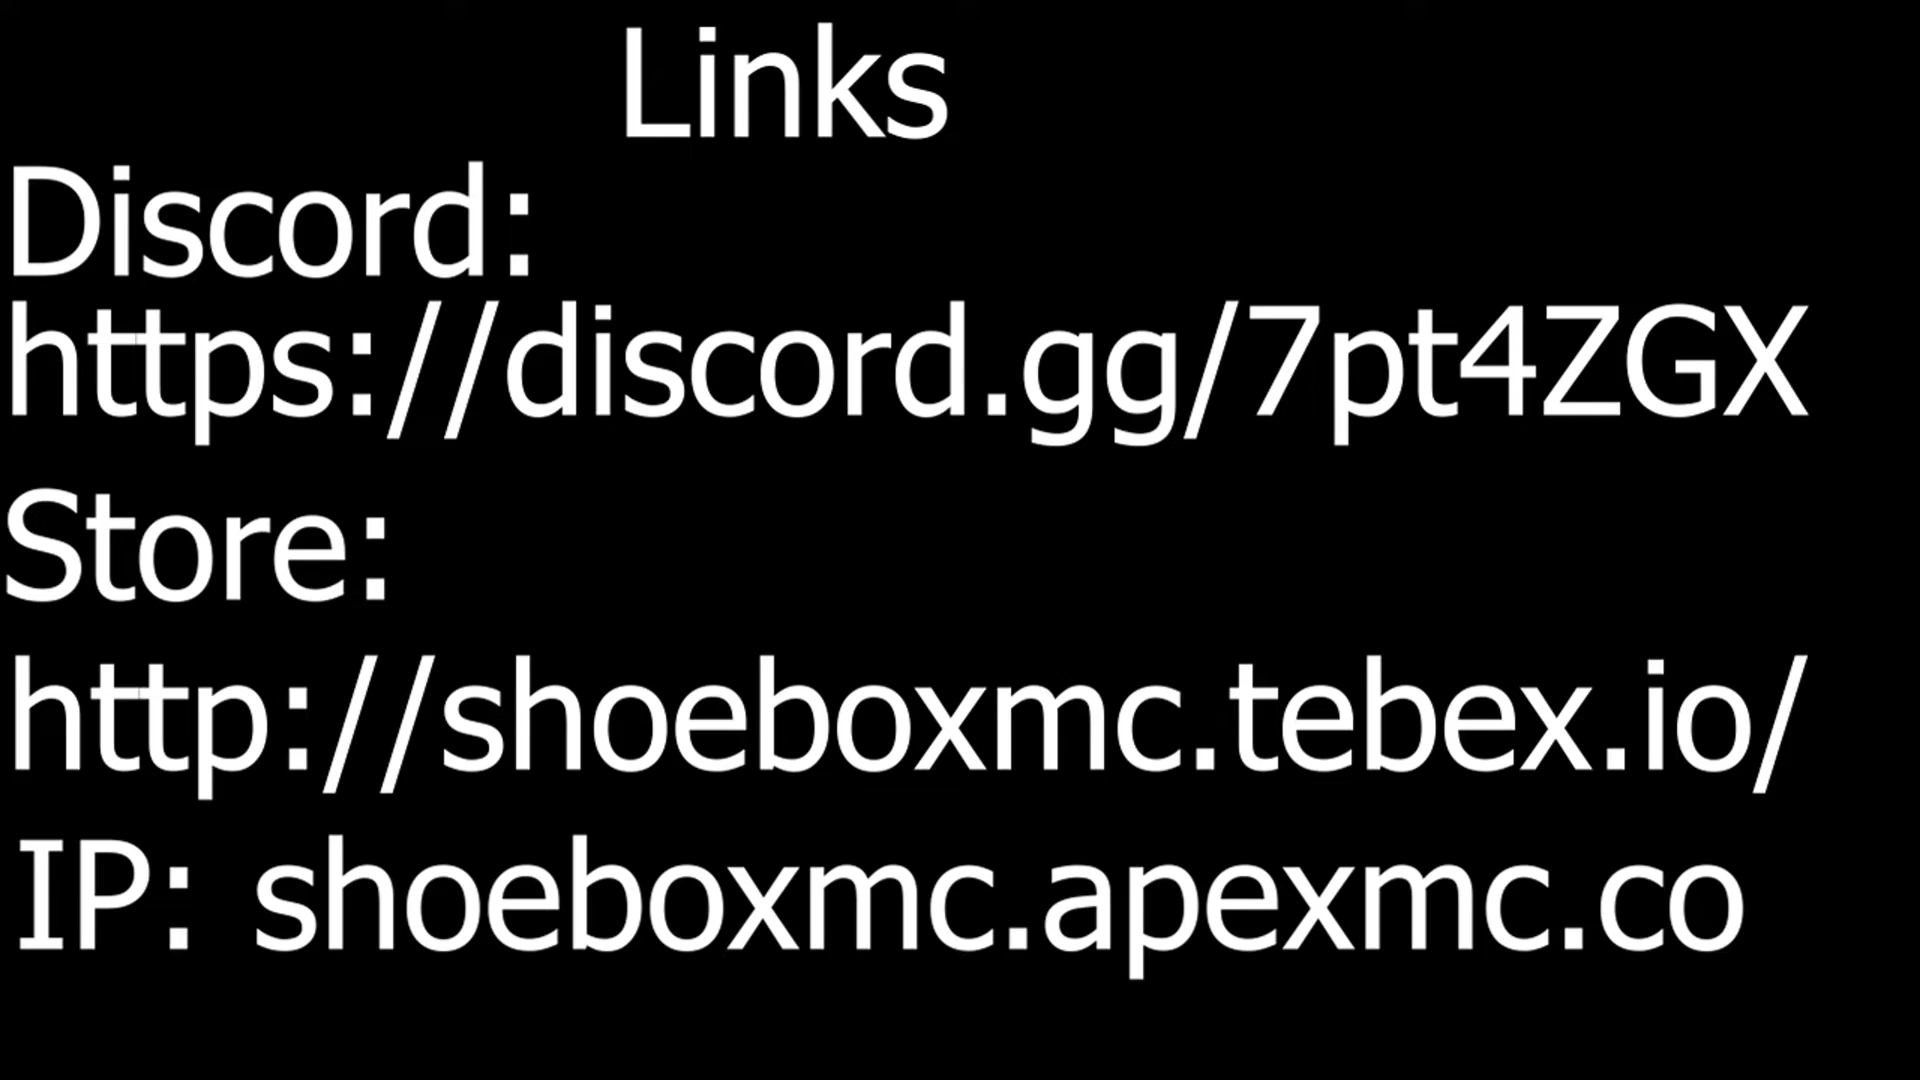 Links
Discord:
https://discord.gg/7pt4ZGX
Store:
http://shoeboxmc.tebex.io/
IP: shoeboxmc.apexmc.co